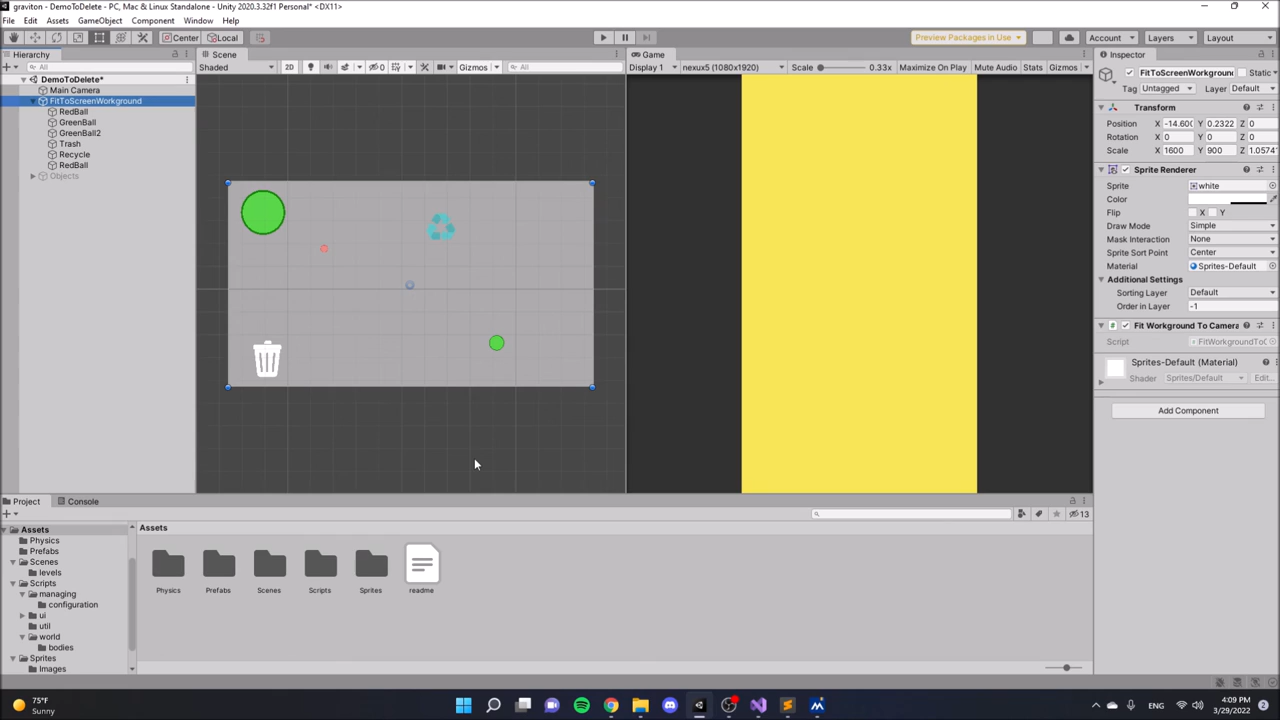 graviton - DemoToDelete - PC, Mac & Linux Standalone - Unity 2020.3.32f1 Personal* <DX11>
File Edit Assets GameObject Component Window Help
Center Local Preview Packages in Use Account Layers Layout
Hierarchy
All
DemoToDelete*
Main Camera
FitToScreenWorkground
RedBall
GreenBall
GreenBall2
Trash
Recycle
RedBall
Objects
Scene
Shaded 2D 0 Gizmos All
Game
Display 1 nexus5 (1080x1920) Scale 0.33x Maximize On Play Mute Audio Stats Gizmos
Inspector
FitToScreenWorkground Static
Tag Untagged Layer Default
Transform
Position X -14.600 Y 0.2322 Z 0
Rotation X 0 Y 0 Z 0
Scale X 1600 Y 900 Z 1.0574
Sprite Renderer
Sprite white
Color
Flip X Y
Draw Mode Simple
Mask Interaction None
Sprite Sort Point Center
Material Sprites-Default
Additional Settings
Sorting Layer Default
Order in Layer -1
Fit Workground To Camera
Script FitWorkgroundToC
Sprites-Default (Material)
Shader Sprites/Default Edit...
Add Component
Project Console
13
Assets
Physics
Prefabs
Scenes
levels
Scripts
managing
configuration
ui
util
world
bodies
Sprites
Images
Assets
Physics Prefabs Scenes Scripts Sprites readme
75°F
Sunny
4:09 PM
3/29/2022